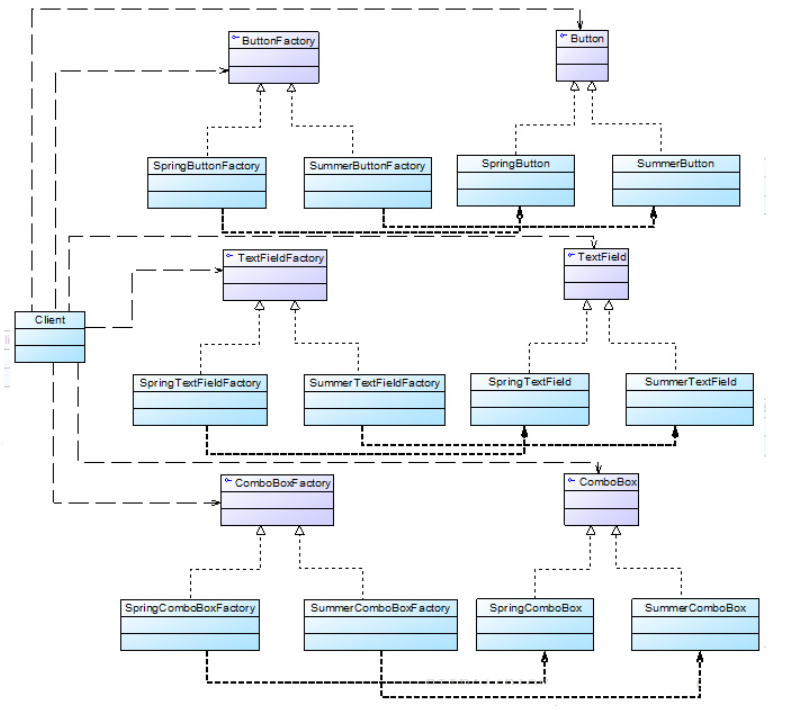 ButtonFactory
Button
SpringButtonFactory
SummerButtonFactory
SpringButton
SummerButton
TextFieldFactory
TextField
Client
SpringTextFieldFactory
SummerTextFieldFactory
SpringTextField
SummerTextField
ComboBoxFactory
ComboBox
SpringComboBoxFactory
SummerComboBoxFactory
SpringComboBox
SummerComboBox